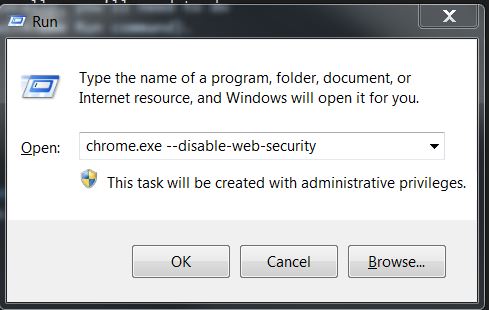 Run
Type the name of a program, folder, document, or
Internet resource, and Windows will open it for you.
Open: chrome.exe --disable-web-security
This task will be created with administrative privileges.
OK Cancel Browse...